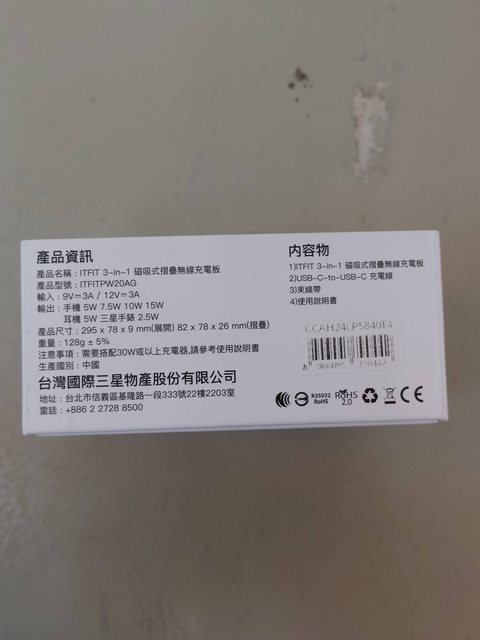 產品資訊
產品名稱：ITFIT 3-in-1 磁吸式摺疊無線充電板
產品型號：ITFITPW20AG
輸入：9V=3A / 12V=3A
輸出：手機 5W 7.5W 10W 15W
耳機 5W 三星手錶 2.5W
產品尺寸：295 x 78 x 9 mm(展開) 82 x 78 x 26 mm(摺疊)
重量：128g ± 5%
注意事項：需要搭配30W或以上充電器,請參考使用說明書
生產國別：中國
台灣國際三星物產股份有限公司
地址：台北市信義區基隆路一段333號22樓2203室
電話：+886 2 2728 8500
內容物
1)ITFIT 3-in-1 磁吸式摺疊無線充電板
2)USB-C-to-USB-C 充電線
3)束線帶
4)使用說明書
CCAH24LP5840T4
R35032
RoHS
RoHS
2.0
CE